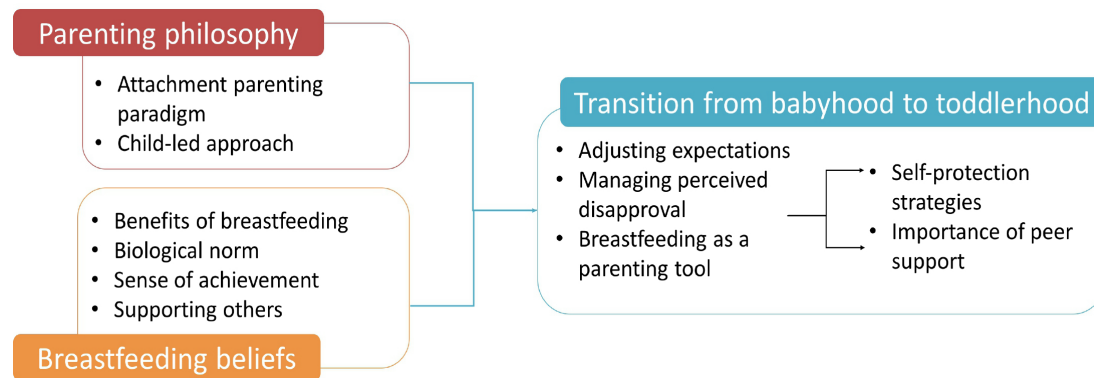 Parenting philosophy
• Attachment parenting
paradigm
• Child-led approach
• Benefits of breastfeeding
• Biological norm
• Sense of achievement
• Supporting others
Breastfeeding beliefs
Transition from babyhood to toddlerhood
• Adjusting expectations
• Managing perceived
disapproval
• Breastfeeding as a
parenting tool
• Self-protection
strategies
• Importance of peer
support